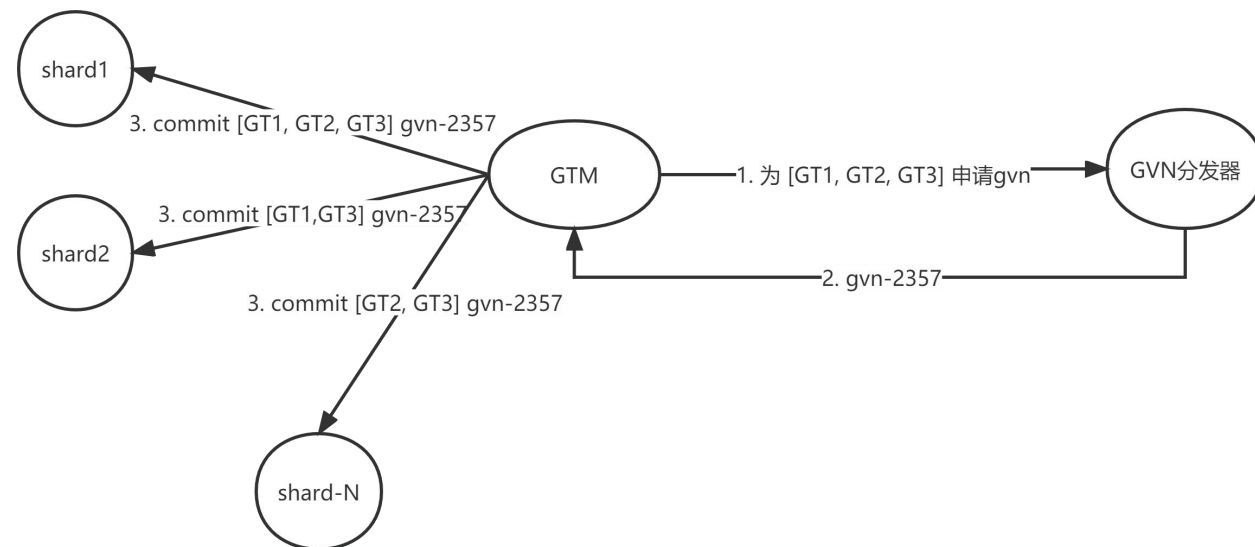 shard1
3. commit [GT1, GT2, GT3] gvn-2357
GTM
1. 为 [GT1, GT2, GT3] 申请gvn
GVN分发器
3. commit [GT1,GT3] gvn-2357
shard2
2. gvn-2357
3. commit [GT2, GT3] gvn-2357
shard-N